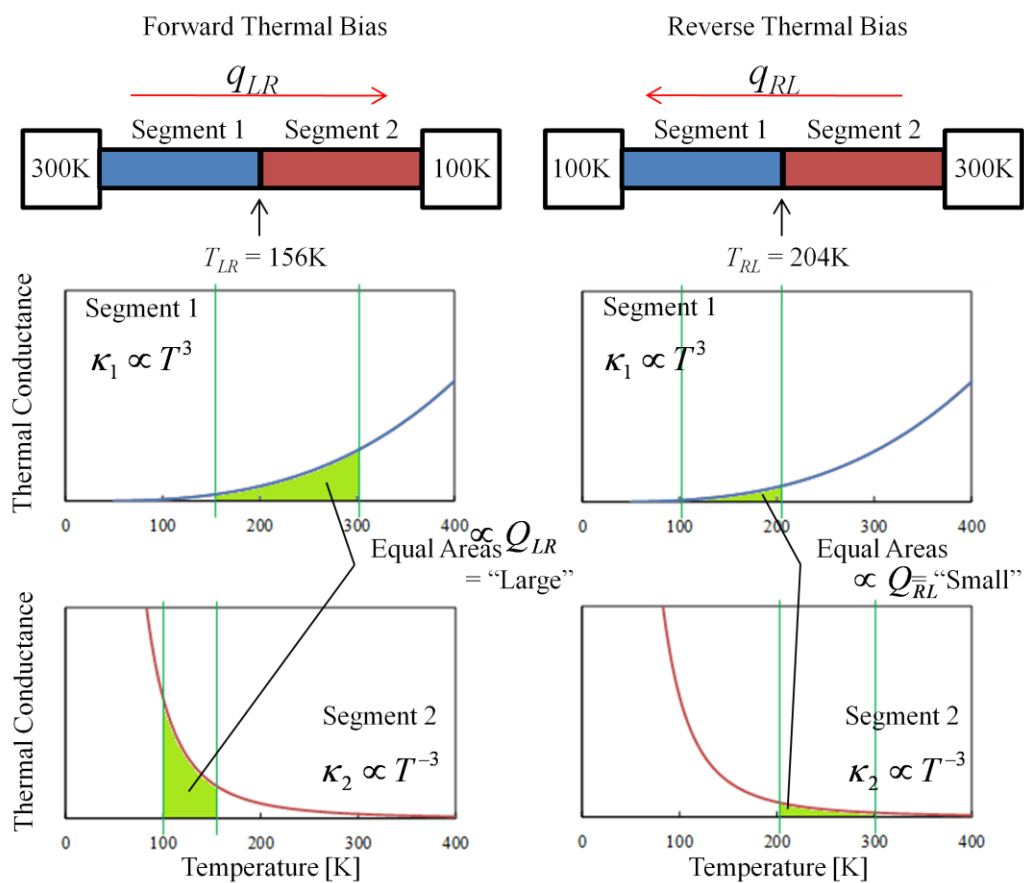 Forward Thermal Bias
Reverse Thermal Bias
q_LR
q_RL
Segment 1
Segment 2
Segment 1
Segment 2
300K
100K
100K
300K
T_LR = 156K
T_RL = 204K
Thermal Conductance
Segment 1
κ₁ ∝ T³
0 100 200 300 400
Segment 1
κ₁ ∝ T³
0 100 200 300 400
Equal Areas ∝ Q_LR
= “Large”
Equal Areas
∝ Q_RL = “Small”
Thermal Conductance
Segment 2
κ₂ ∝ T⁻³
0 100 200 300 400
Temperature [K]
Segment 2
κ₂ ∝ T⁻³
0 100 200 300 400
Temperature [K]